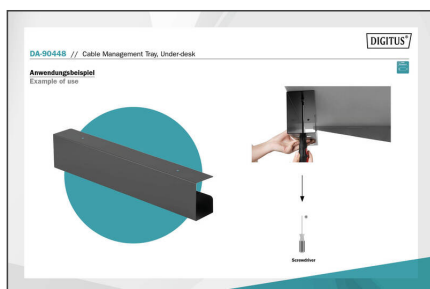 DIGITUS®
DA-90448 // Cable Management Tray, Under-desk
Anwendungsbeispiel
Example of use
Screwdriver